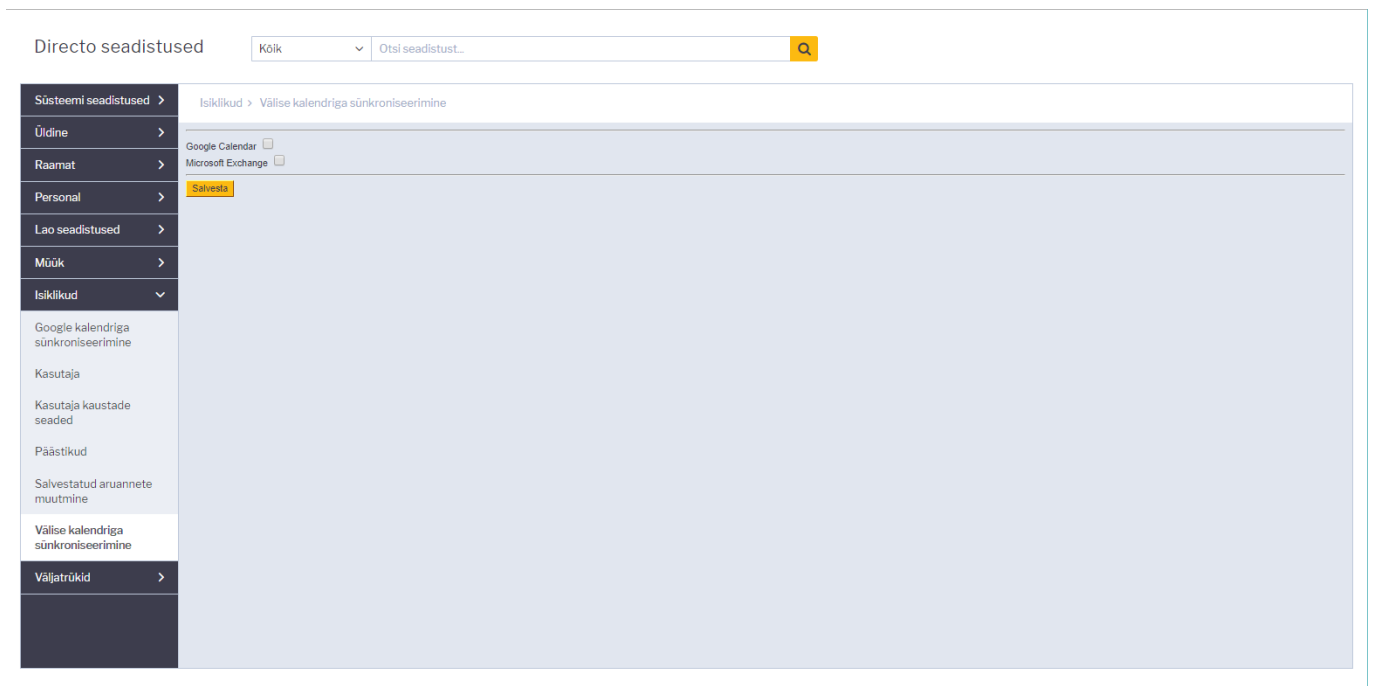 Directo seadistused
Kõik
Otsi seadistust...
Süsteemi seadistused
Isiklikud > Välise kalendriga sünkroniseerimine
Üldine
Google Calendar
Microsoft Exchange
Raamat
Salvesta
Personal
Lao seadistused
Müük
Isiklikud
Google kalendriga
sünkroniseerimine
Kasutaja
Kasutaja kaustade
seaded
Päästikud
Salvestatud aruannete
muutmine
Välise kalendriga
sünkroniseerimine
Väljatrükid